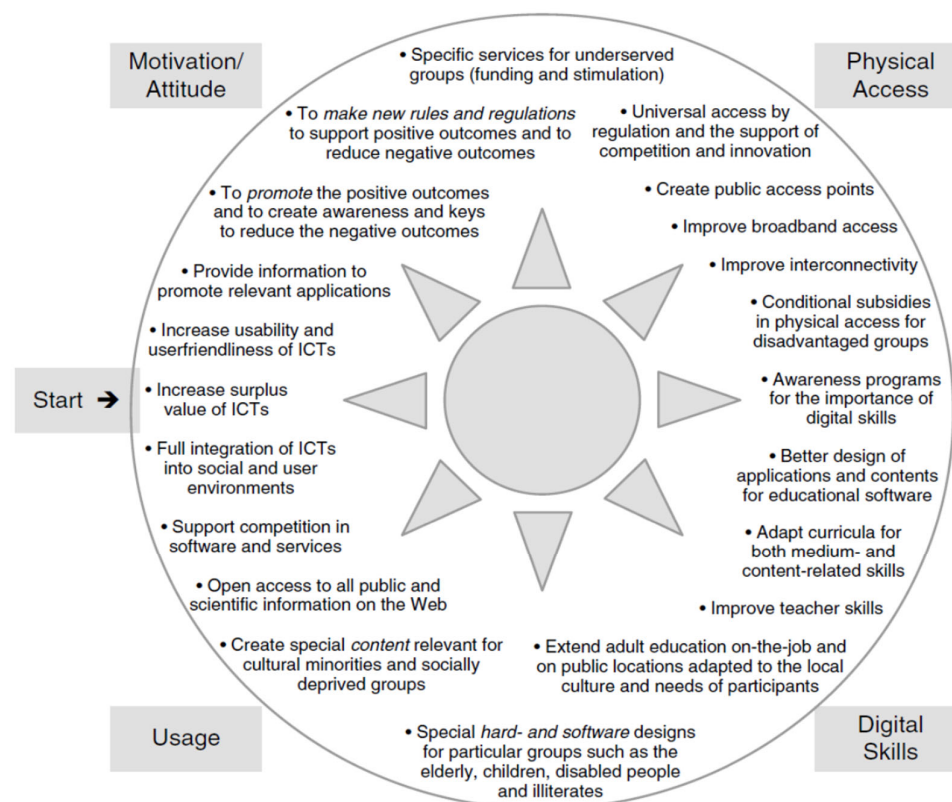 Motivation/
Attitude
• Specific services for underserved
groups (funding and stimulation)
Physical
Access
• To make new rules and regulations
to support positive outcomes and to
reduce negative outcomes
• Universal access by
regulation and the support of
competition and innovation
• To promote the positive outcomes
and to create awareness and keys
to reduce the negative outcomes
• Create public access points
• Improve broadband access
• Provide information to
promote relevant applications
• Improve interconnectivity
• Increase usability and
userfriendliness of ICTs
• Conditional subsidies
in physical access for
disadvantaged groups
Start ➔
• Increase surplus
value of ICTs
• Awareness programs
for the importance of
digital skills
• Full integration of ICTs
into social and user
environments
• Better design of
applications and contents
for educational software
• Support competition in
software and services
• Adapt curricula for
both medium- and
content-related skills
• Open access to all public and
scientific information on the Web
• Improve teacher skills
• Create special content relevant for
cultural minorities and socially
deprived groups
• Extend adult education on-the-job and
on public locations adapted to the local
culture and needs of participants
Usage
• Special hard- and software designs
for particular groups such as the
elderly, children, disabled people
and illiterates
Digital
Skills